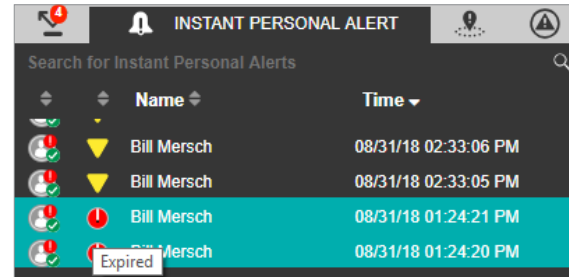 4
INSTANT PERSONAL ALERT
Search for Instant Personal Alerts
Name Time
Bill Mersch 08/31/18 02:33:06 PM
Bill Mersch 08/31/18 02:33:05 PM
Bill Mersch 08/31/18 01:24:21 PM
Bill Mersch 08/31/18 01:24:20 PM
Expired